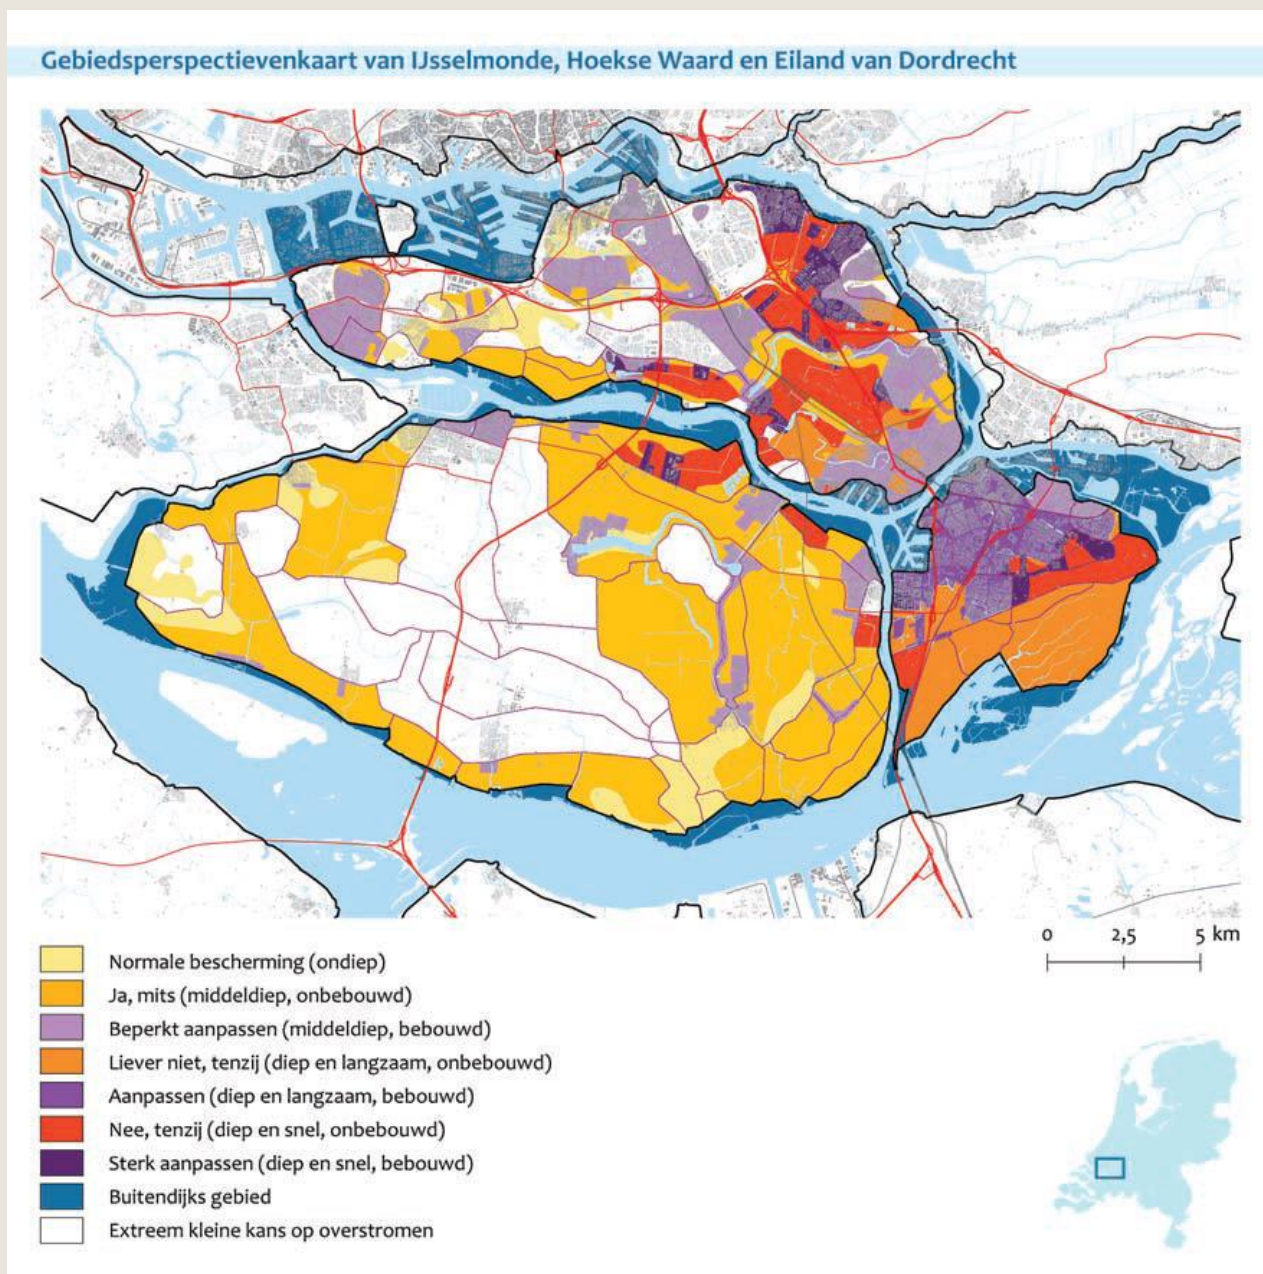 Gebiedsperspectievenkaart van IJsselmonde, Hoekse Waard en Eiland van Dordrecht
0 2,5 5 km
Normale bescherming (ondiep)
Ja, mits (middeldiep, onbebouwd)
Beperkt aanpassen (middeldiep, bebouwd)
Liever niet, tenzij (diep en langzaam, onbebouwd)
Aanpassen (diep en langzaam, bebouwd)
Nee, tenzij (diep en snel, onbebouwd)
Sterk aanpassen (diep en snel, bebouwd)
Buitendijks gebied
Extreem kleine kans op overstromen